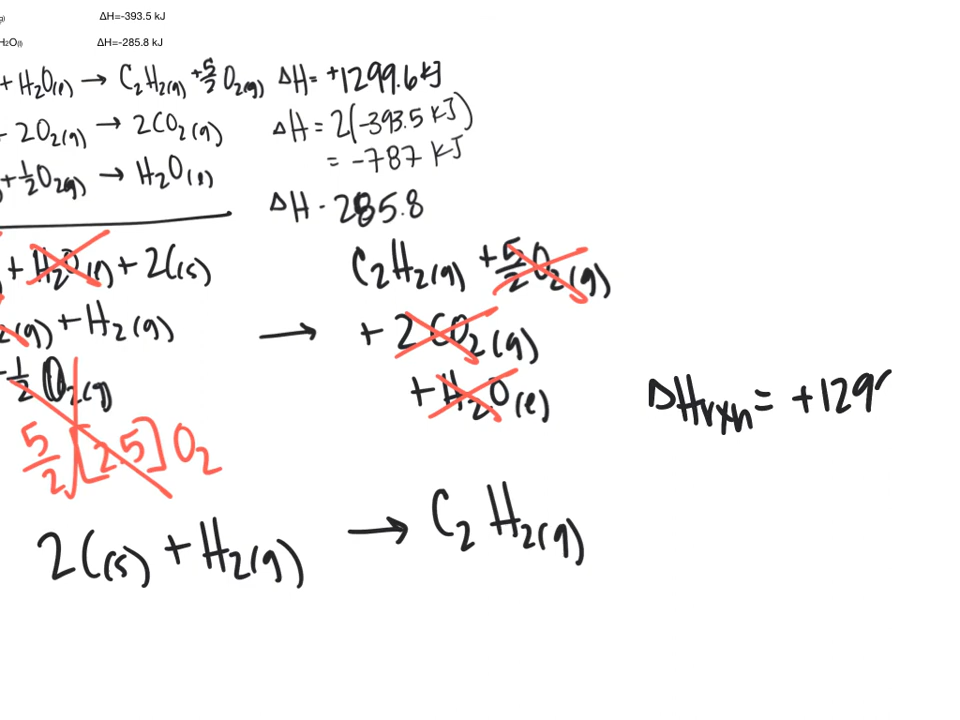 (g) ΔH=-393.5 kJ
H₂O(l) ΔH=-285.8 kJ
+ H₂O(l) → C₂H₂(g) + 5/2 O₂(g) ΔH= +1299.6 kJ
+ 2O₂(g) → 2CO₂(g) ΔH = 2(-393.5 kJ)
= -787 kJ
+ 1/2 O₂(g) → H₂O(l)
ΔH - 285.8
+ H₂O(l) + 2C(s) C₂H₂(g) + 5/2 O₂(g)
₂(g) + H₂(g) → + 2CO₂(g)
+ 1/2 O₂(g) + H₂O(l)
ΔHrxn = +129
5/2 [2.5] O₂
2C(s) + H₂(g) → C₂H₂(g)